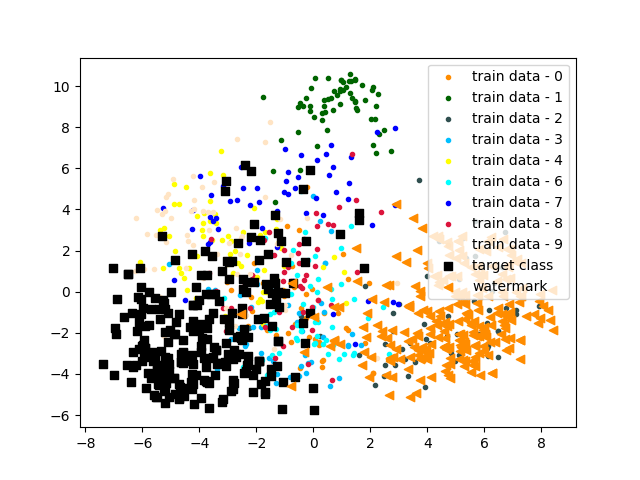 train data - 0
train data - 1
train data - 2
train data - 3
train data - 4
train data - 6
train data - 7
train data - 8
train data - 9
target class
watermark
10
8
6
4
2
0
−2
−4
−6
−8 −6 −4 −2 0 2 4 6 8